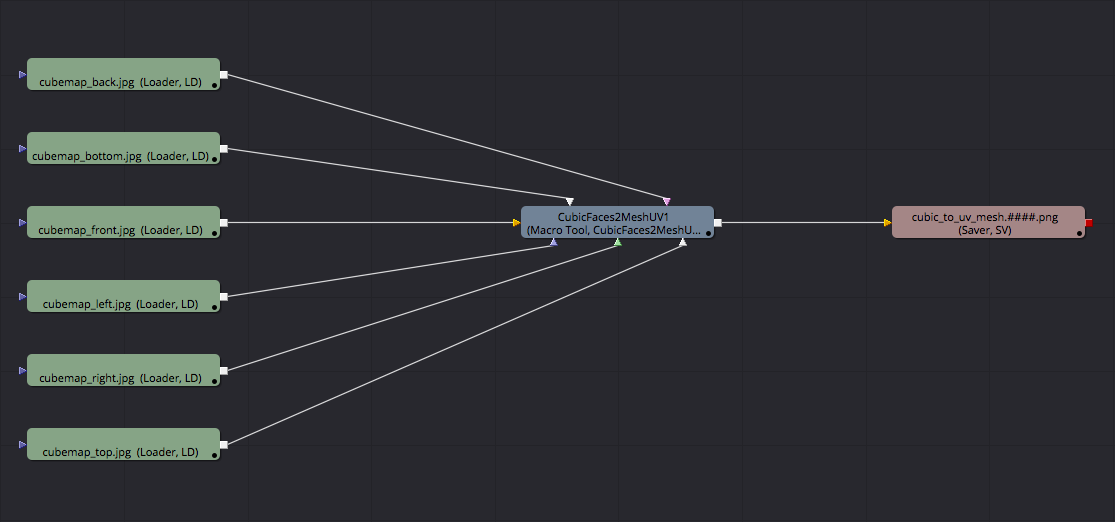 cubemap_back.jpg (Loader, LD)
cubemap_bottom.jpg (Loader, LD)
cubemap_front.jpg (Loader, LD)
CubicFaces2MeshUV1
(Macro Tool, CubicFaces2MeshU...
cubic_to_uv_mesh.####.png
(Saver, SV)
cubemap_left.jpg (Loader, LD)
cubemap_right.jpg (Loader, LD)
cubemap_top.jpg (Loader, LD)